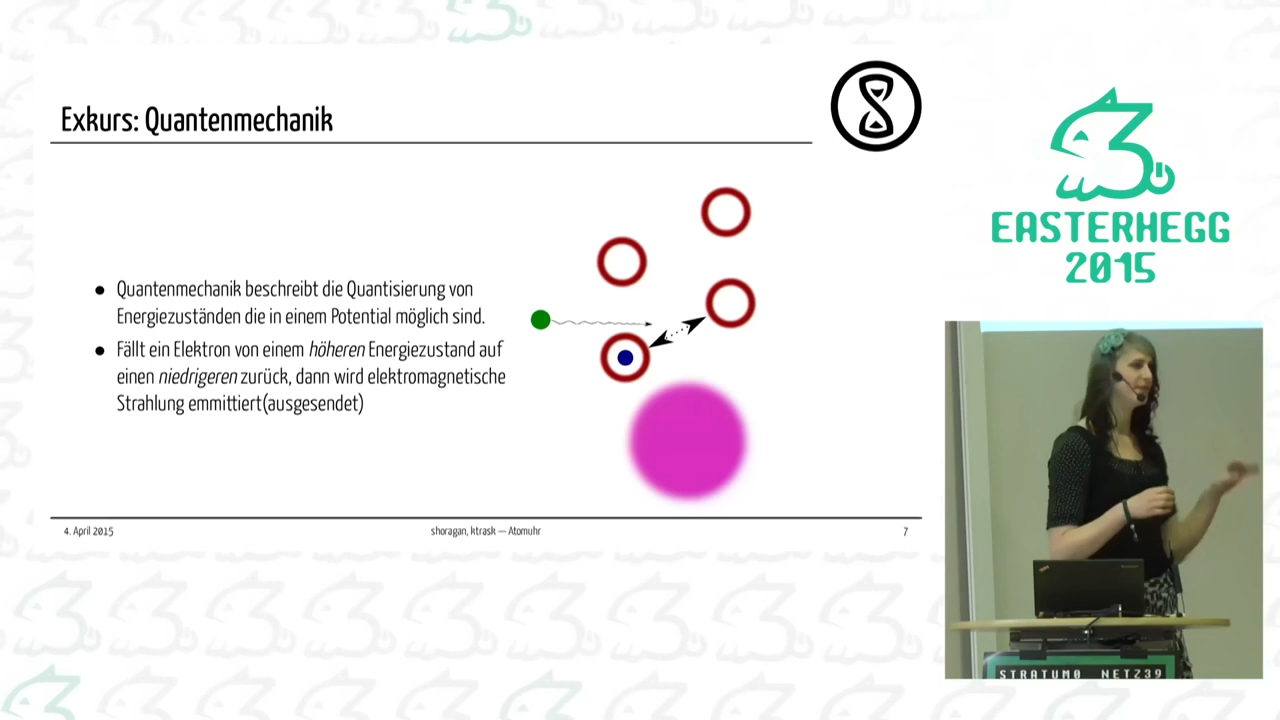 Exkurs: Quantenmechanik
● Quantenmechanik beschreibt die Quantisierung von
Energiezuständen die in einem Potential möglich sind.
● Fällt ein Elektron von einem höheren Energiezustand auf
einen niedrigeren zurück, dann wird elektromagnetische
Strahlung emmittiert(ausgesendet)
4. April 2015
shoragan, ktrask — Atomuhr
7
EASTERHEGG
2015
STRATUM0 NETZ39